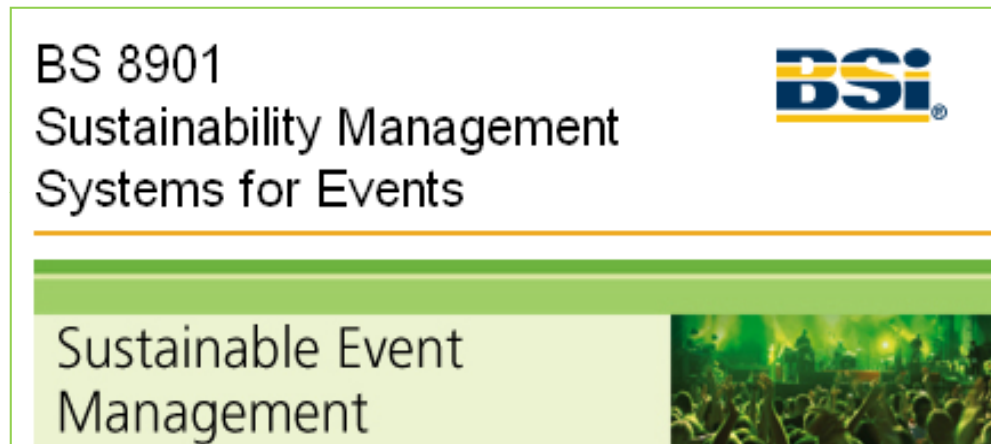 BS 8901
Sustainability Management
Systems for Events
BSi®
Sustainable Event
Management